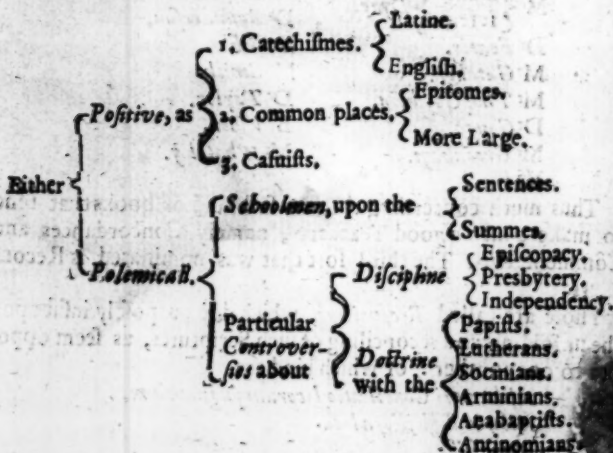 Latine.
1. Catechiſmes.
Engliſh.
Poſitive, as
2. Common places.
Epitomes.
More Large.
3. Caſuiſts.
Either
Schoolmen, upon the
Sentences.
Summes.
Polemicall.
Diſcipline
Epiſcopacy.
Presbytery.
Independency.
Particular
Controver-
ſies about
Doctrine
with the
Papiſts.
Lutherans.
Socinians.
Arminians.
Anabaptiſts.
Antinomians.